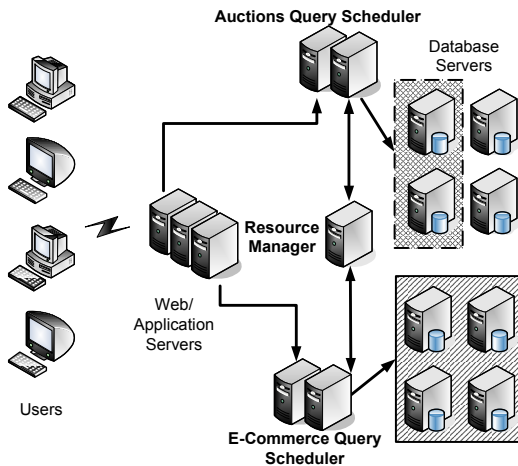 Auctions Query Scheduler
Database
Servers
Resource
Manager
Web/
Application
Servers
Users
E-Commerce Query
Scheduler